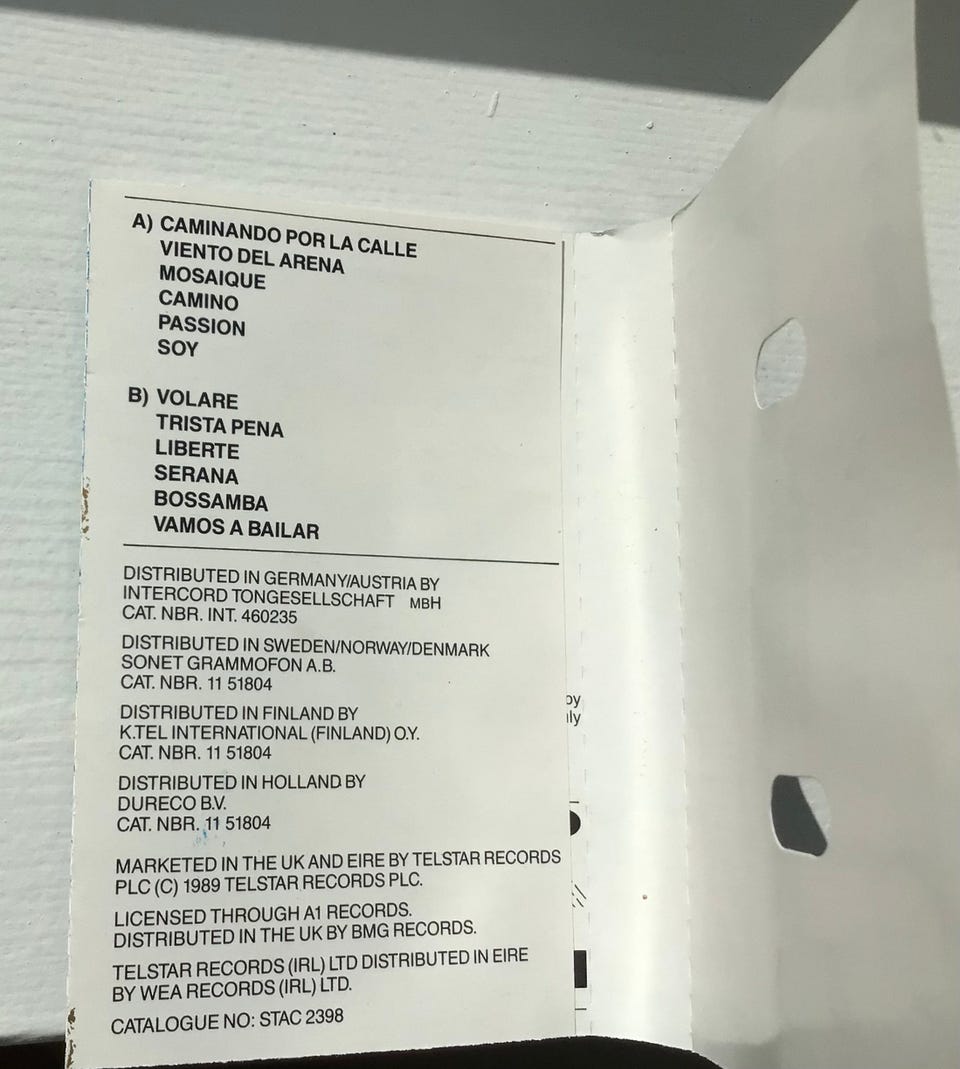 A) CAMINANDO POR LA CALLE
VIENTO DEL ARENA
MOSAIQUE
CAMINO
PASSION
SOY
B) VOLARE
TRISTA PENA
LIBERTE
SERANA
BOSSAMBA
VAMOS A BAILAR
DISTRIBUTED IN GERMANY/AUSTRIA BY
INTERCORD TONGESELLSCHAFT MBH
CAT. NBR. INT. 460235
DISTRIBUTED IN SWEDEN/NORWAY/DENMARK
SONET GRAMMOFON A.B.
CAT. NBR. 11 51804
DISTRIBUTED IN FINLAND BY
K.TEL INTERNATIONAL (FINLAND) O.Y.
CAT. NBR. 11 51804
DISTRIBUTED IN HOLLAND BY
DURECO B.V.
CAT. NBR. 11 51804
MARKETED IN THE UK AND EIRE BY TELSTAR RECORDS
PLC (C) 1989 TELSTAR RECORDS PLC.
LICENSED THROUGH A1 RECORDS.
DISTRIBUTED IN THE UK BY BMG RECORDS.
TELSTAR RECORDS (IRL) LTD DISTRIBUTED IN EIRE
BY WEA RECORDS (IRL) LTD.
CATALOGUE NO: STAC 2398